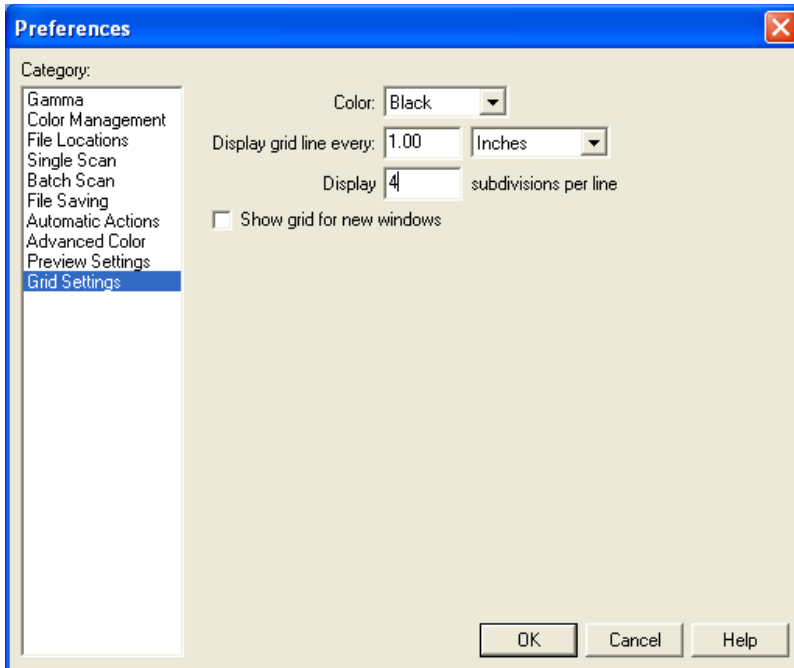 Preferences
Category:
Gamma
Color Management
File Locations
Single Scan
Batch Scan
File Saving
Automatic Actions
Advanced Color
Preview Settings
Grid Settings
Color: Black
Display grid line every: 1.00 Inches
Display 4 subdivisions per line
Show grid for new windows
OK Cancel Help